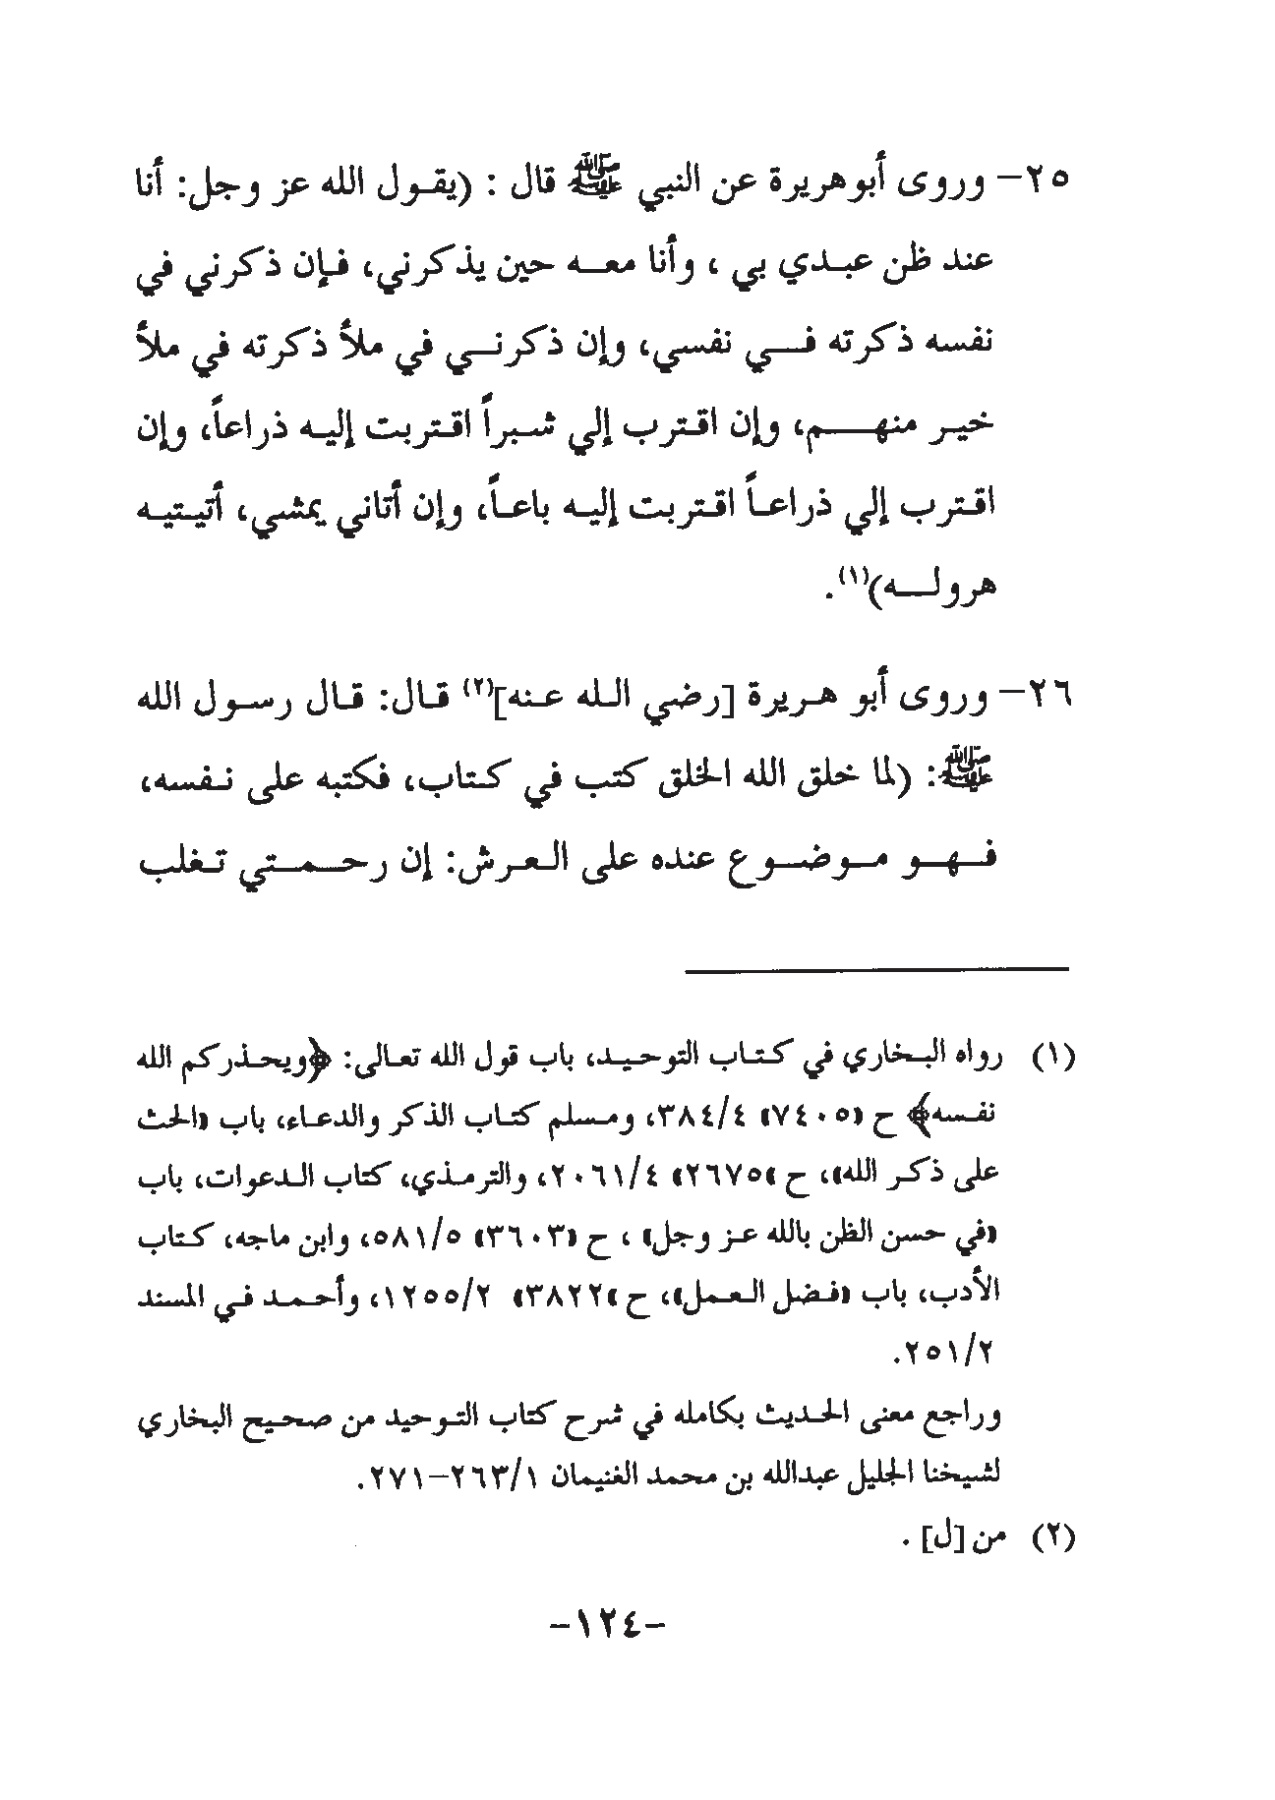 ٢٥- وروى أبوهريرة عن النبي ﷺ قال : (يقول الله عز وجل: أنا
عند ظن عبدي بي ، وأنا معه حين يذكرني، فإن ذكرني في
نفسه ذكرته في نفسي، وإن ذكرني في ملأ ذكرته في ملأ
خير منهم، وإن اقترب إلي شبراً اقتربت إليه ذراعاً، وإن
اقترب إلي ذراعاً اقتربت إليه باعاً، وإن أتاني يمشي، أتيتيه
هروله)(١).
٢٦- وروى أبو هريرة [رضي الله عنه](٢) قال: قال رسول الله
ﷺ: (لما خلق الله الخلق كتب في كتاب، فكتبه على نفسه،
فهو موضوع عنده على العرش: إن رحمتي تغلب
(١) رواه البخاري في كتاب التوحيد، باب قول الله تعالى: ﴿ويحذركم الله
نفسه﴾ ح «٧٤٠٥» ٣٨٤/٤، ومسلم كتاب الذكر والدعاء، باب «الحث
على ذكر الله»، ح «٢٦٧٥» ٢٠٦١/٤، والترمذي، كتاب الدعوات، باب
«في حسن الظن بالله عز وجل» ، ح «٣٦٠٣» ٥٨١/٥، وابن ماجه، كتاب
الأدب، باب «فضل العمل»، ح «٣٨٢٢» ١٢٥٥/٢، وأحمد في المسند
٢٥١/٢.
وراجع معنى الحديث بكامله في شرح كتاب التوحيد من صحيح البخاري
لشيخنا الجليل عبدالله بن محمد الغنيمان ٢٦٣/١-٢٧١.
(٢) من [ل] .
-١٢٤-